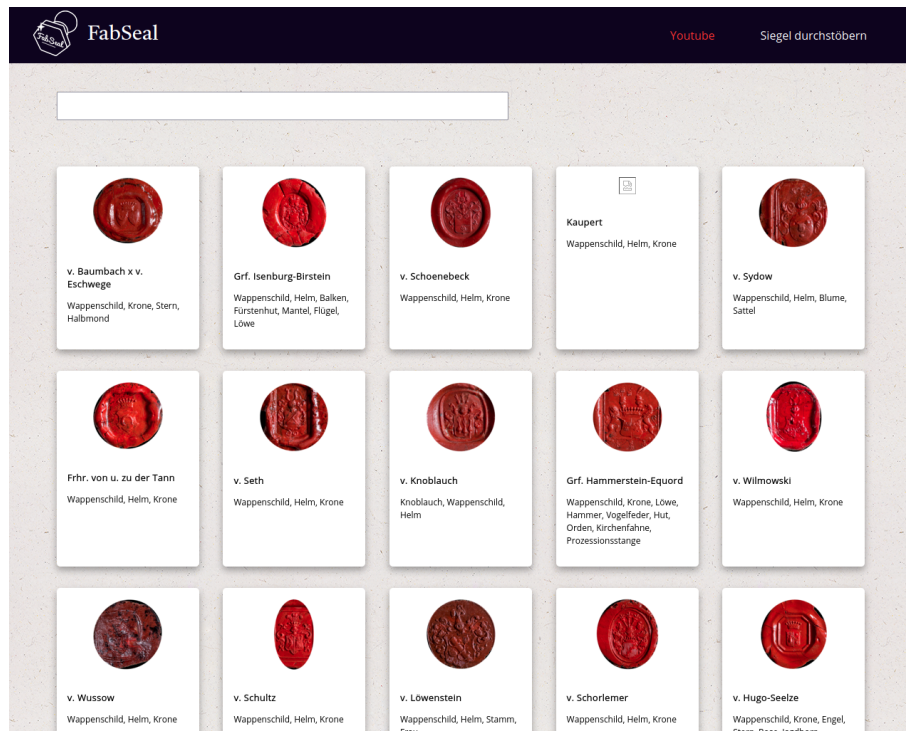 FabSeal
FabSeal
Youtube
Siegel durchstöbern
v. Baumbach x v.
Eschwege
Wappenschild, Krone, Stern,
Halbmond
Grf. Isenburg-Birstein
Wappenschild, Helm, Balken,
Fürstenhut, Mantel, Flügel,
Löwe
v. Schoenebeck
Wappenschild, Helm, Krone
Kaupert
Wappenschild, Helm, Krone
v. Sydow
Wappenschild, Helm, Blume,
Sattel
Frhr. von u. zu der Tann
Wappenschild, Helm, Krone
v. Seth
Wappenschild, Helm, Krone
v. Knoblauch
Knoblauch, Wappenschild,
Helm
Grf. Hammerstein-Equord
Wappenschild, Krone, Löwe,
Hammer, Vogelfeder, Hut,
Orden, Kirchenfahne,
Prozessionsstange
v. Wilmowski
Wappenschild, Helm, Krone
v. Wussow
Wappenschild, Helm, Krone
v. Schultz
Wappenschild, Helm, Krone
v. Löwenstein
Wappenschild, Helm, Stamm,
v. Schorlemer
Wappenschild, Helm, Krone
v. Hugo-Seelze
Wappenschild, Krone, Engel,